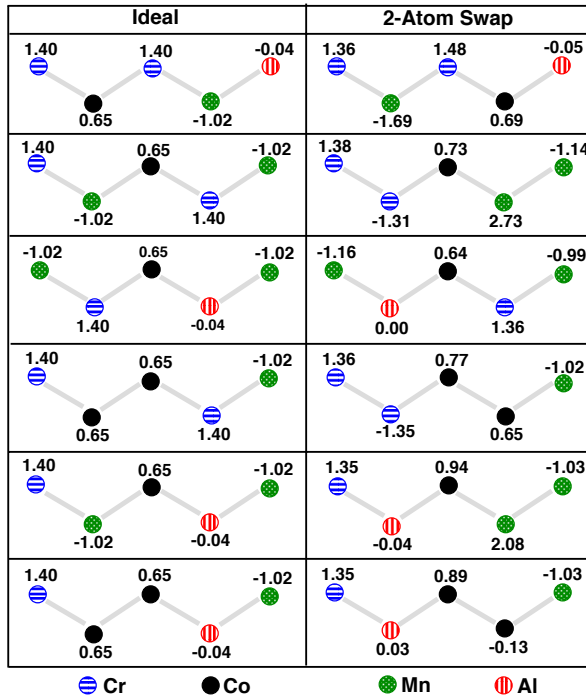 Ideal 2-Atom Swap
1.40 1.40 -0.04 1.36 1.48 -0.05
0.65 -1.02 -1.69 0.69
1.40 0.65 -1.02 1.38 0.73 -1.14
-1.02 1.40 -1.31 2.73
-1.02 0.65 -1.02 -1.16 0.64 -0.99
1.40 -0.04 0.00 1.36
1.40 0.65 -1.02 1.36 0.77 -1.02
0.65 1.40 -1.35 0.65
1.40 0.65 -1.02 1.35 0.94 -1.03
-1.02 -0.04 -0.04 2.08
1.40 0.65 -1.02 1.35 0.89 -1.03
0.65 -0.04 0.03 -0.13
Cr Co Mn Al